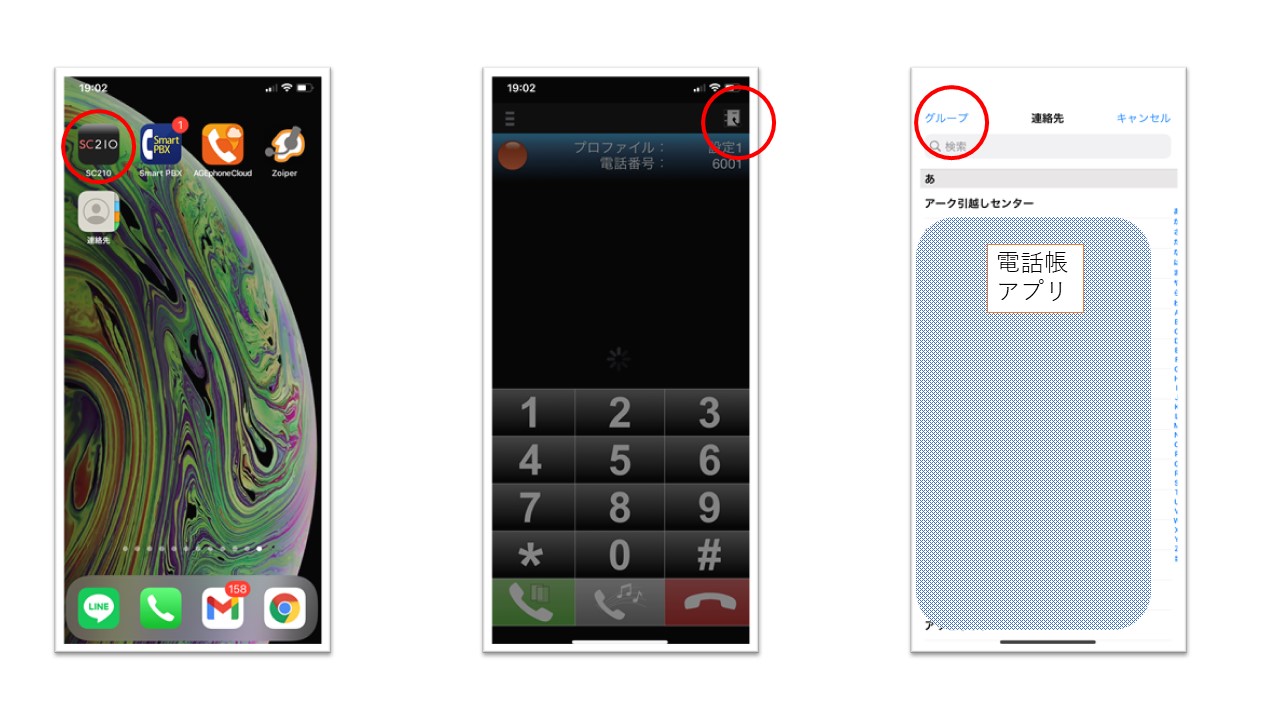 19:02
SC210
1
Smart
PBX
SC210
Smart PBX
AGEphoneCloud
Zoiper
連絡先
LINE
158
19:02
プロファイル： 設定1
電話番号： 6001
1 2 3
4 5 6
7 8 9
* 0 #
グループ 連絡先 キャンセル
検索
あ
アーク引越しセンター
電話帳
アプリ